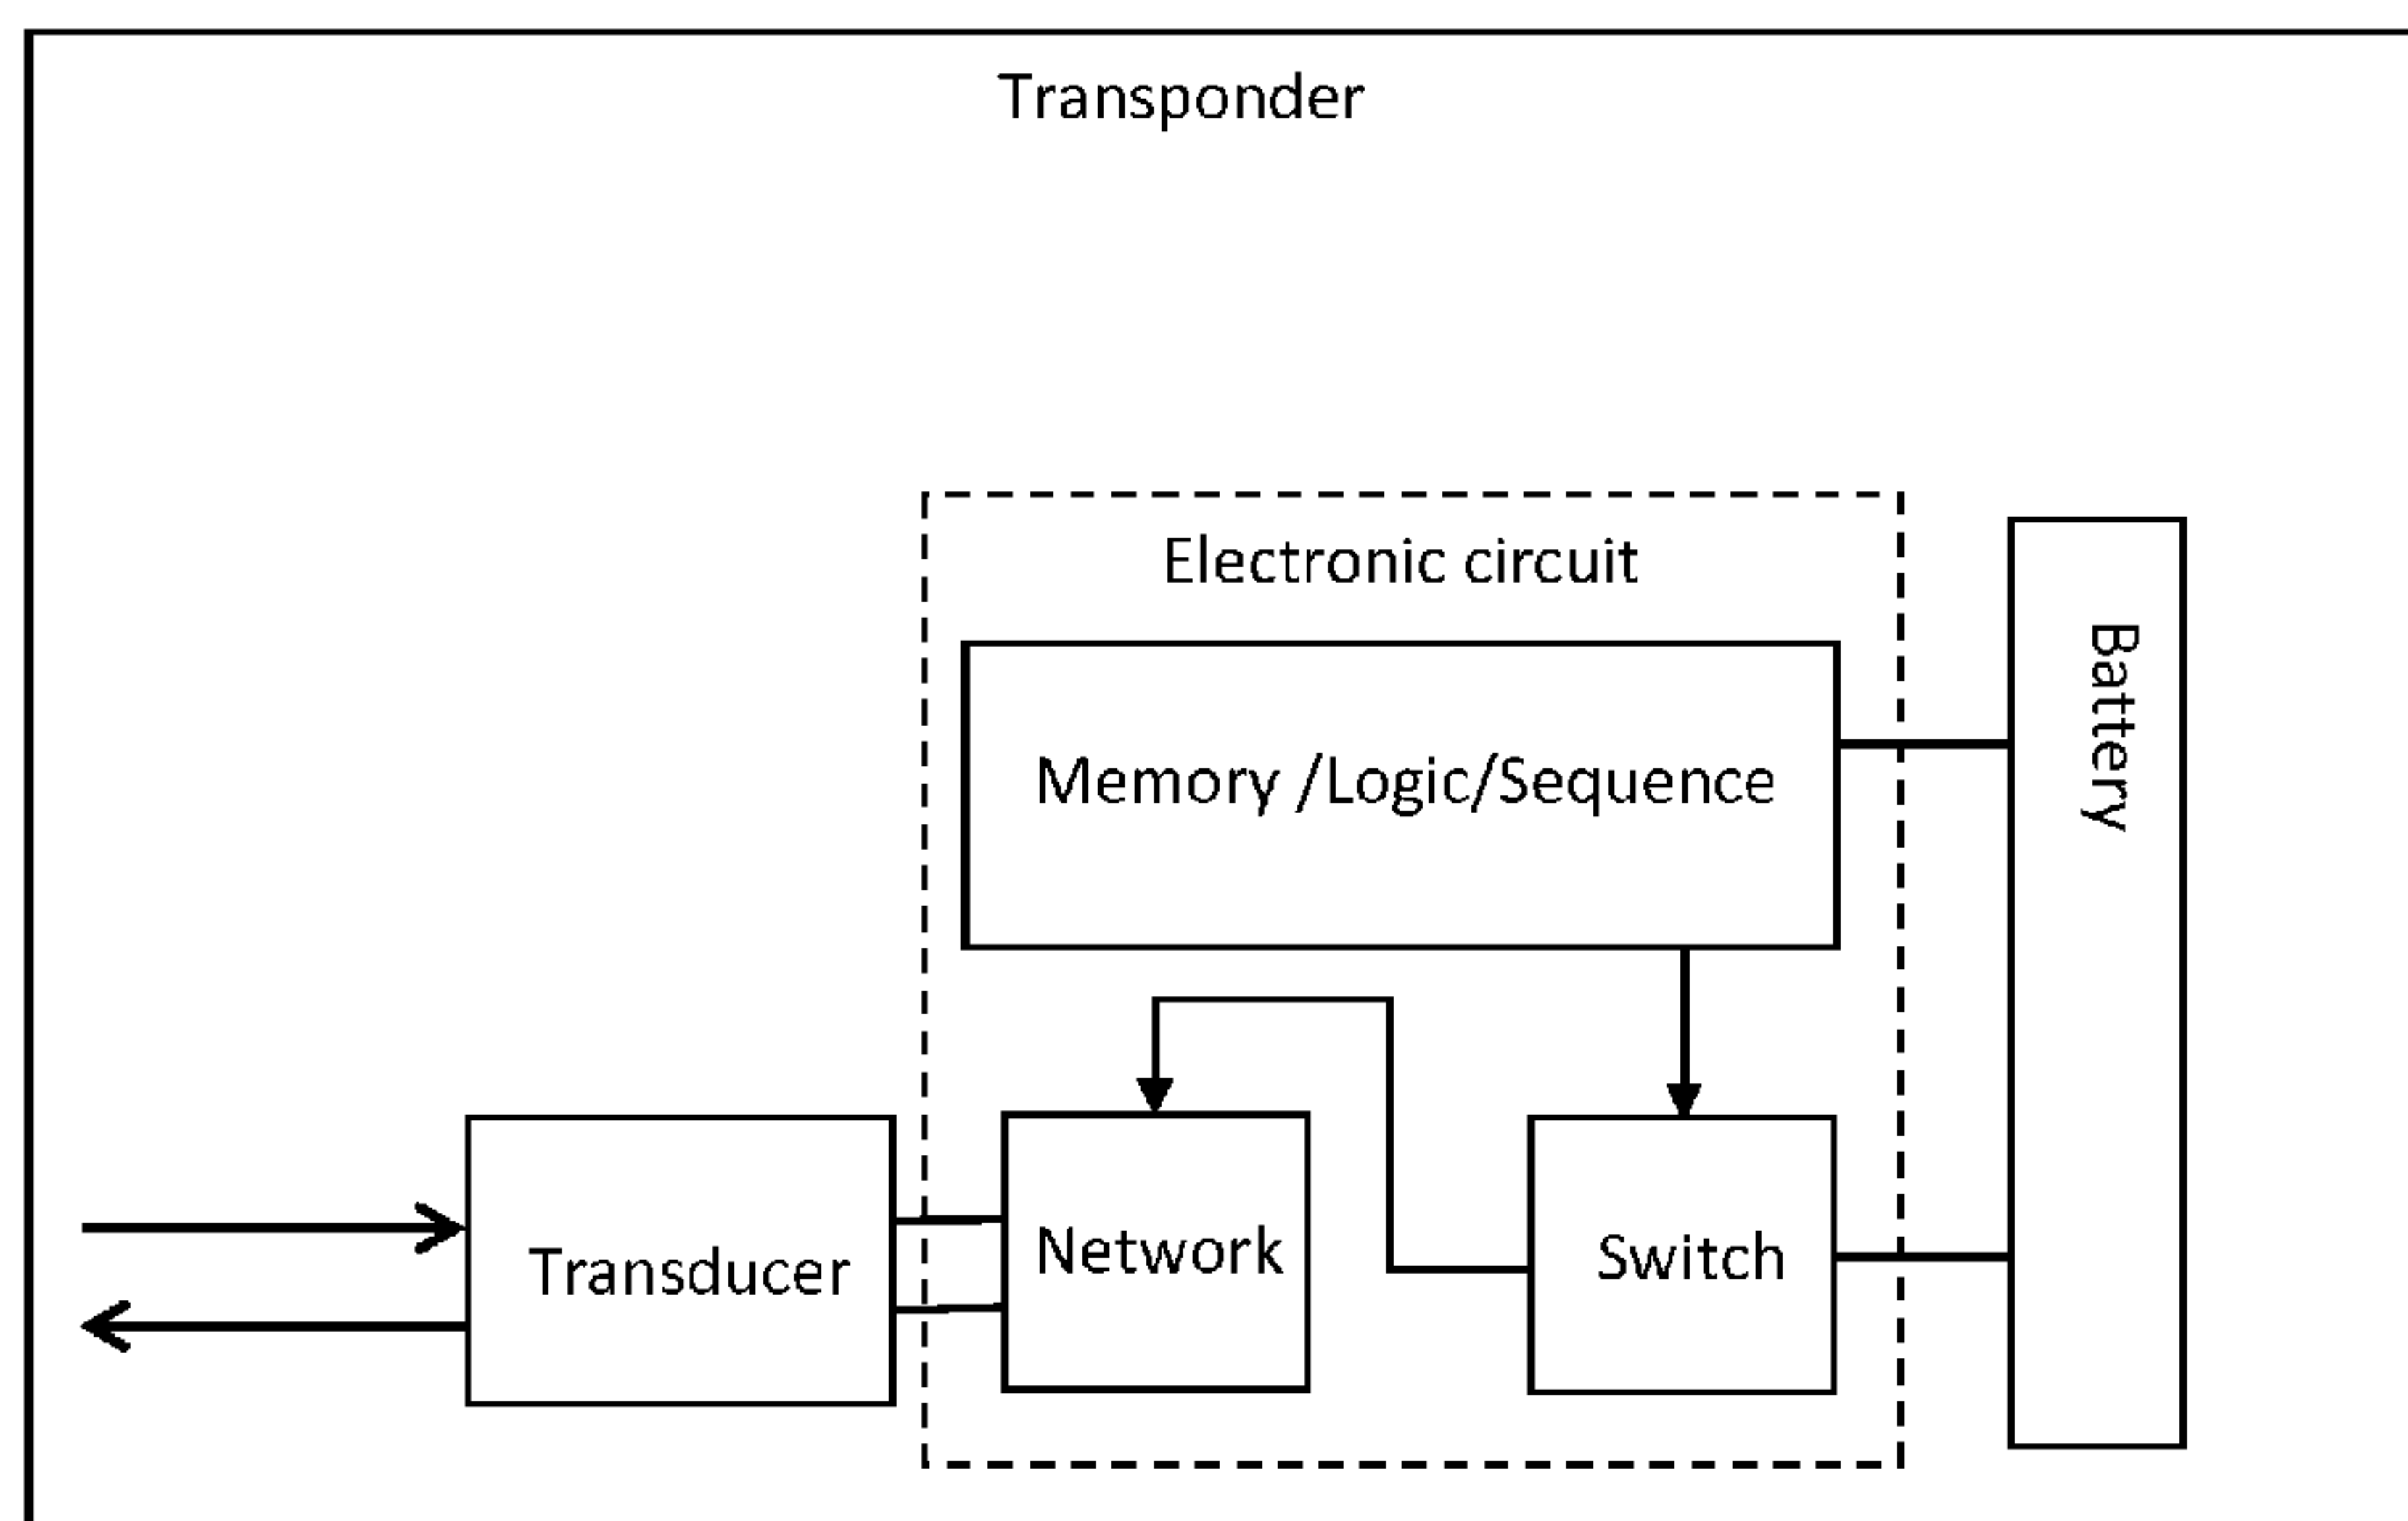 Transponder
Electronic circuit
Memory /Logic/Sequence
Battery
Transducer
Network
Switch